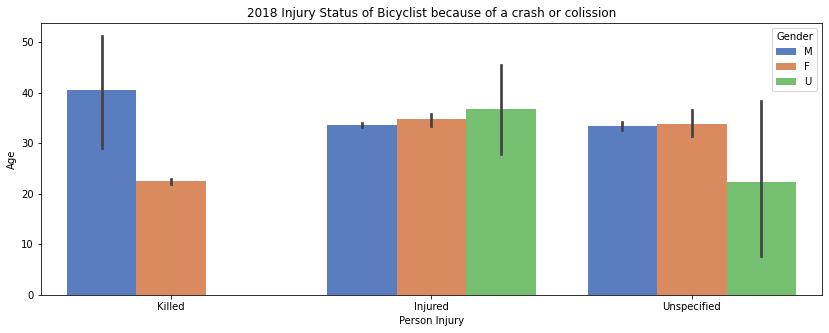 2018 Injury Status of Bicyclist because of a crash or colission
Gender
M
F
U
Age
50
40
30
20
10
0
Killed
Injured
Unspecified
Person Injury